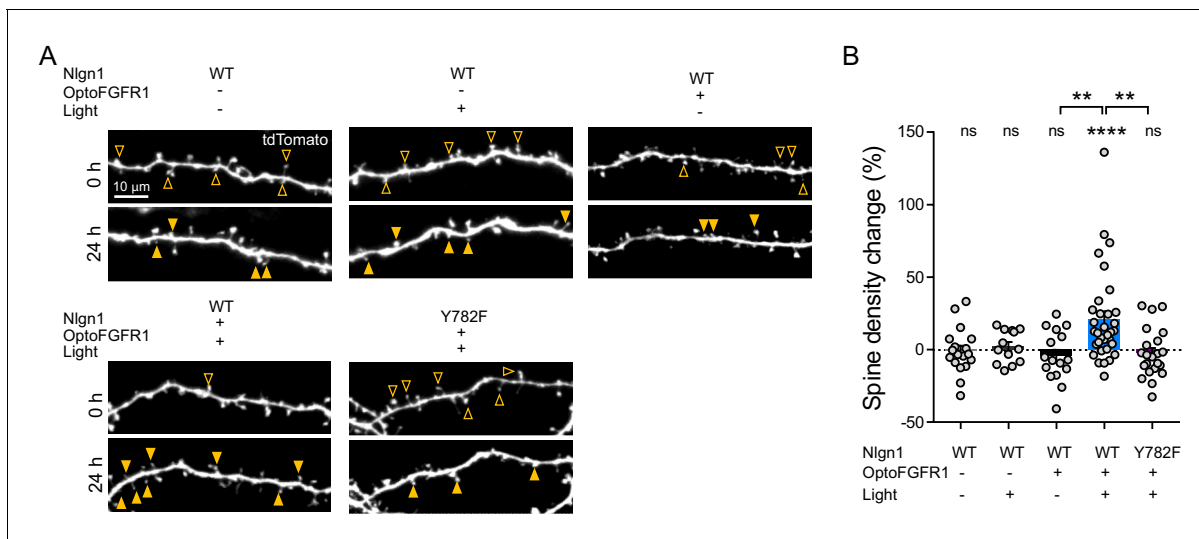 A
Nlgn1 WT WT WT
OptoFGFR1 - - +
Light - + -
tdTomato
0 h
10 µm
24 h
Nlgn1 WT Y782F
OptoFGFR1 + +
Light + +
0 h
24 h
B
** **
ns ns ns **** ns
Spine density change (%)
150
100
50
0
-50
Nlgn1 WT WT WT WT Y782F
OptoFGFR1 - - + + +
Light - + - + +